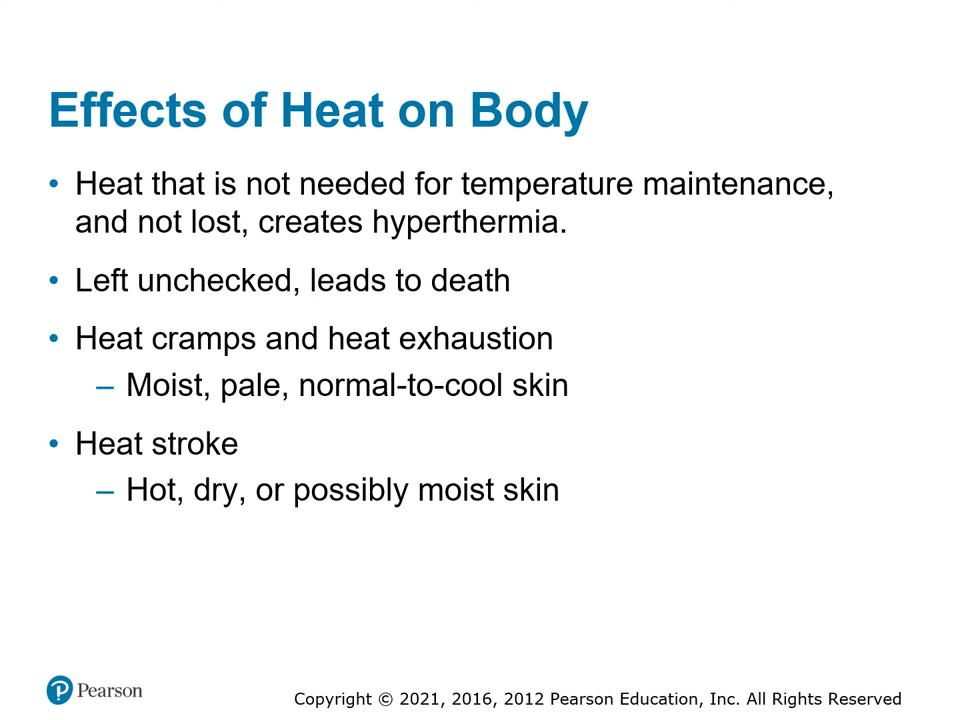 Effects of Heat on Body
• Heat that is not needed for temperature maintenance,
and not lost, creates hyperthermia.
• Left unchecked, leads to death
• Heat cramps and heat exhaustion
– Moist, pale, normal-to-cool skin
• Heat stroke
– Hot, dry, or possibly moist skin
P Pearson
Copyright © 2021, 2016, 2012 Pearson Education, Inc. All Rights Reserved